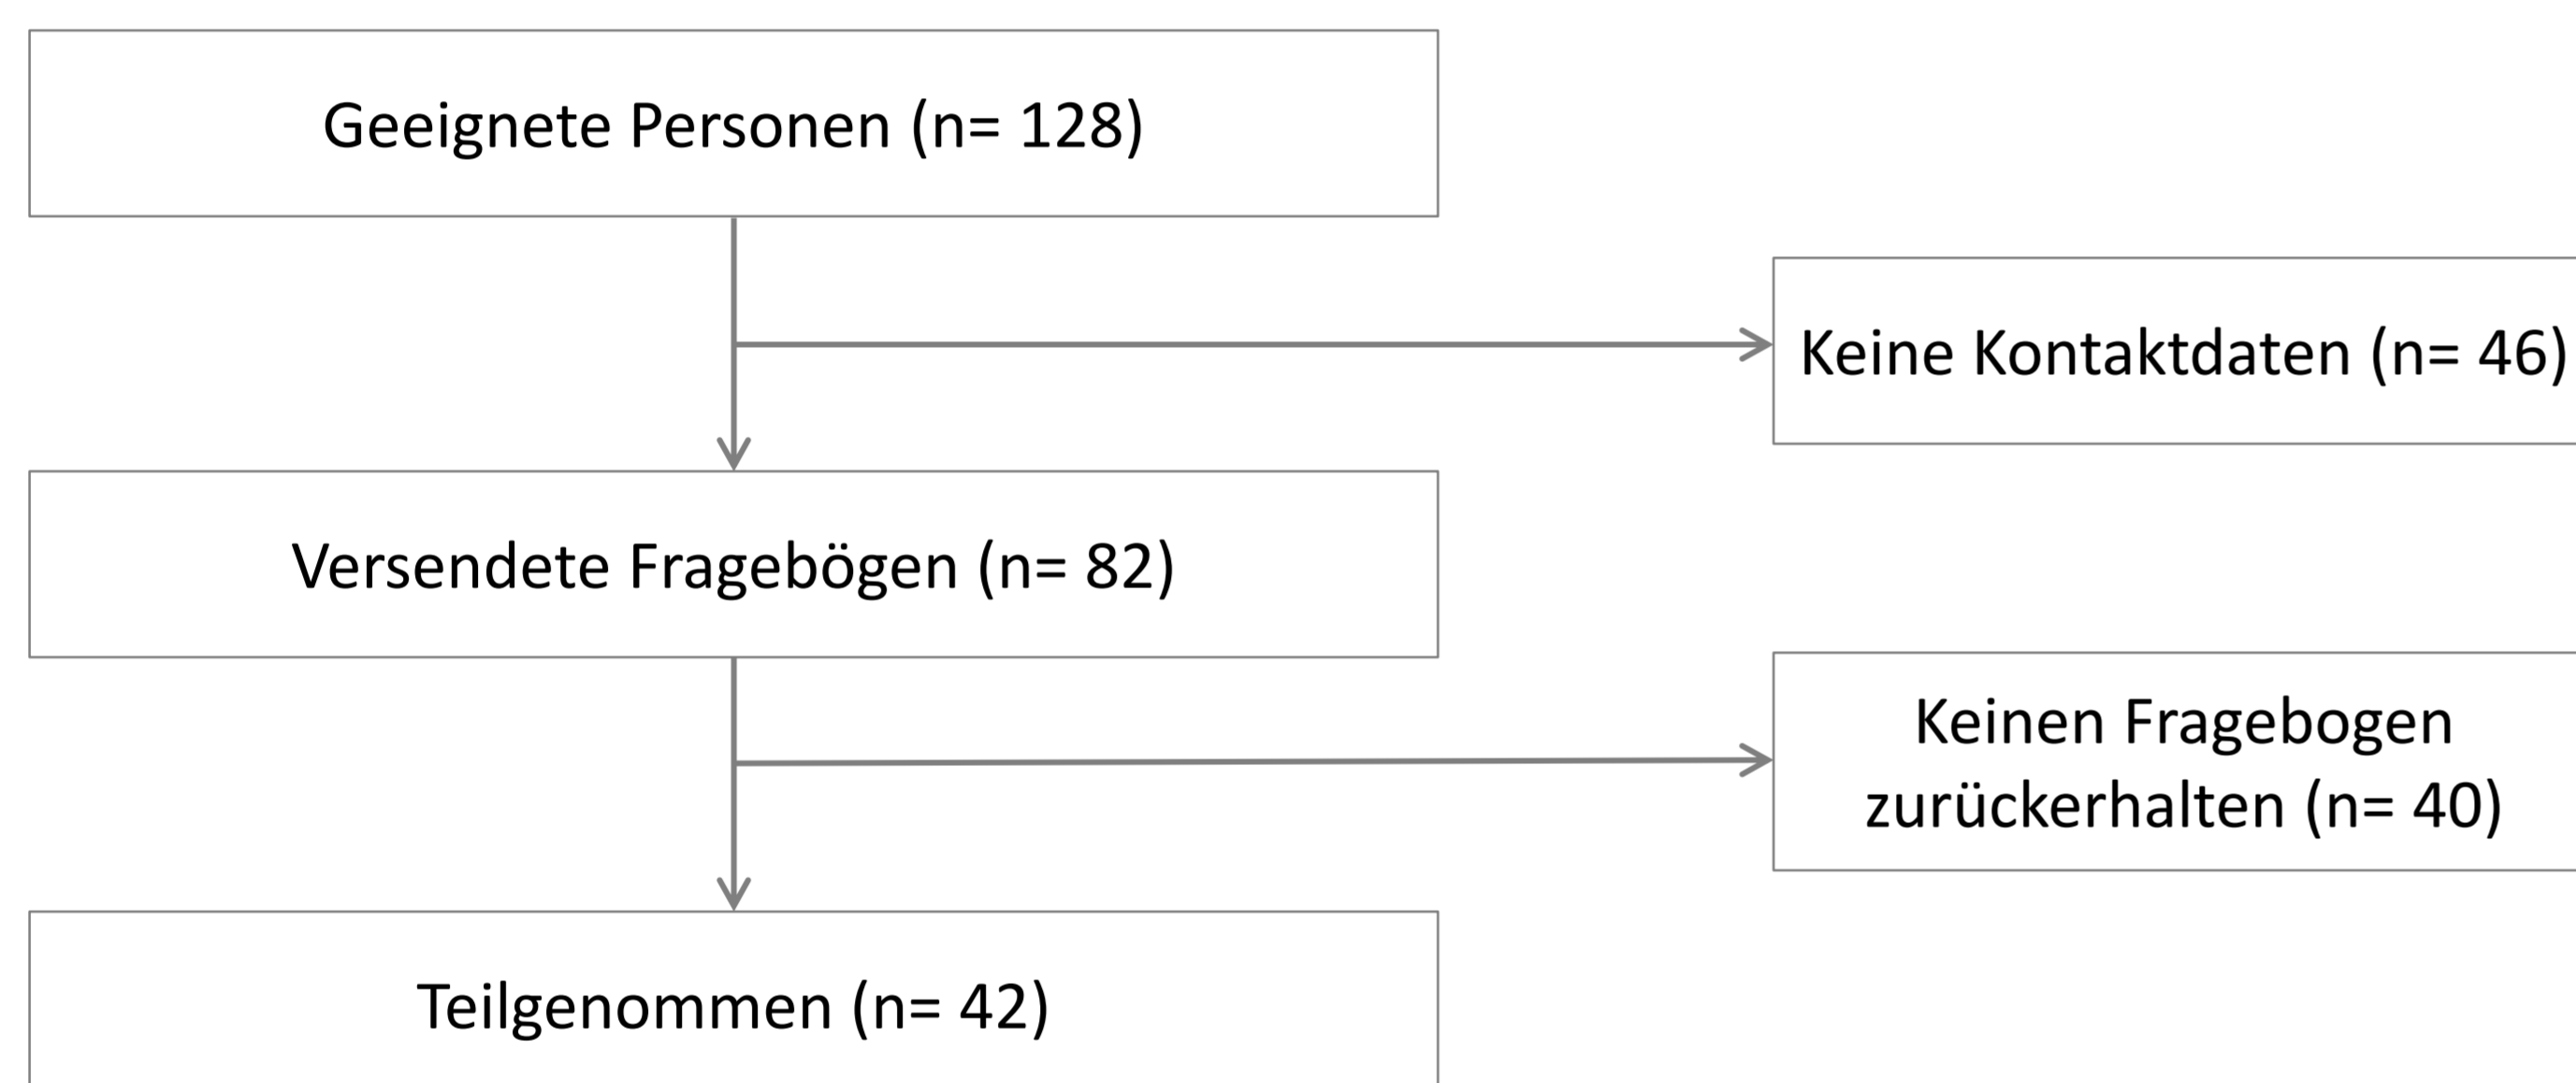 Geeignete Personen (n= 128)
Keine Kontaktdaten (n= 46)
Versendete Fragebögen (n= 82)
Keinen Fragebogen
zurückerhalten (n= 40)
Teilgenommen (n= 42)